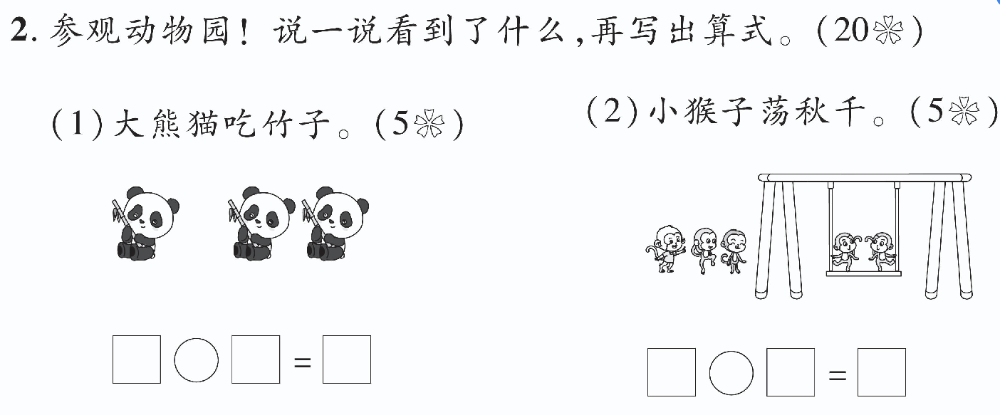 2. 参观动物园！说一说看到了什么,再写出算式。(20❀)
(1)大熊猫吃竹子。(5❀)
(2)小猴子荡秋千。(5❀)
□○□=□
□○□=□